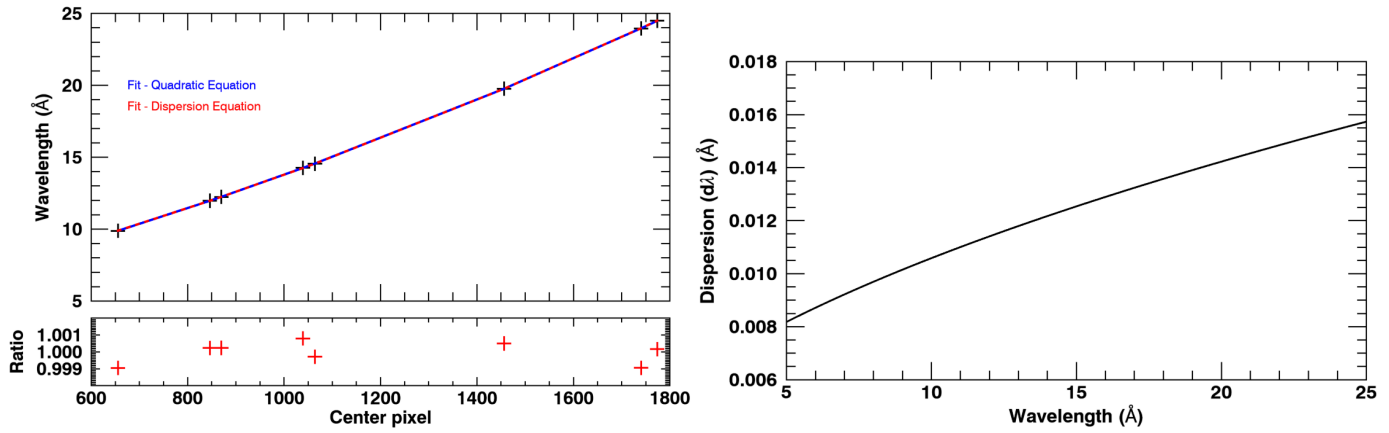 25
20
15
10
5
Wavelength (Å)
Fit - Quadratic Equation
Fit - Dispersion Equation
1.001
1.000
0.999
Ratio
600 800 1000 1200 1400 1600 1800
Center pixel
0.018
0.016
0.014
0.012
0.010
0.008
0.006
Dispersion (dλ) (Å)
5 10 15 20 25
Wavelength (Å)